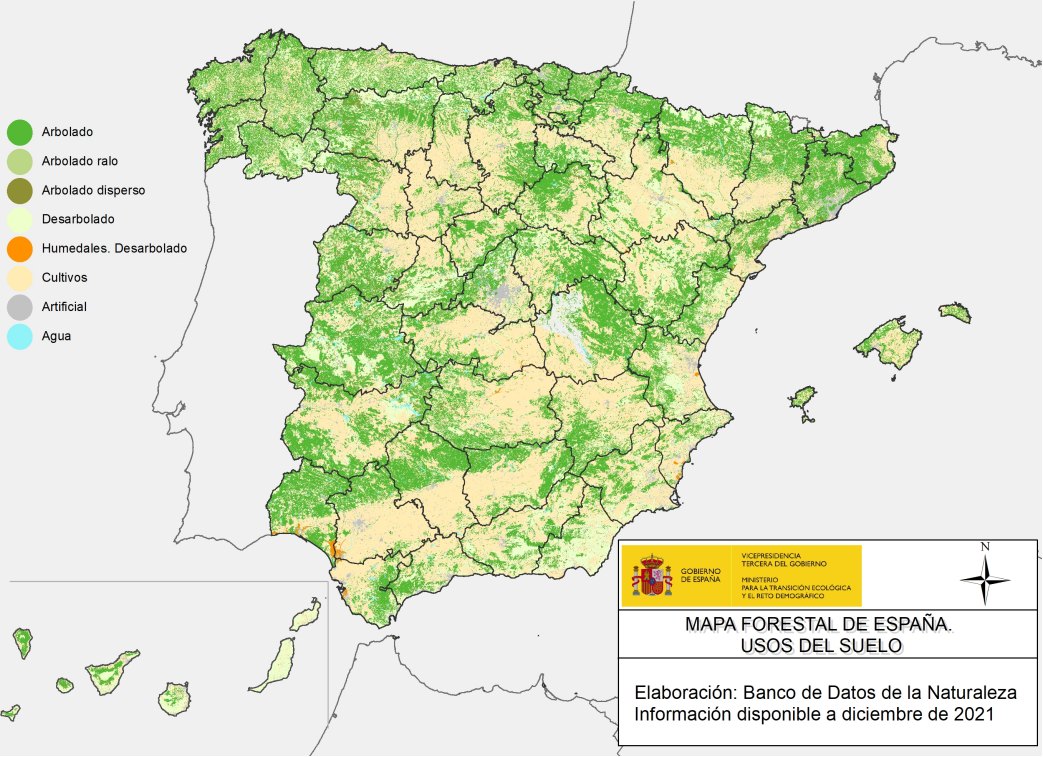 Arbolado
Arbolado ralo
Arbolado disperso
Desarbolado
Humedales. Desarbolado
Cultivos
Artificial
Agua
N
GOBIERNO
DE ESPAÑA
VICEPRESIDENCIA
TERCERA DEL GOBIERNO
MINISTERIO
PARA LA TRANSICIÓN ECOLÓGICA
Y EL RETO DEMOGRÁFICO
MAPA FORESTAL DE ESPAÑA.
USOS DEL SUELO
Elaboración: Banco de Datos de la Naturaleza
Información disponible a diciembre de 2021